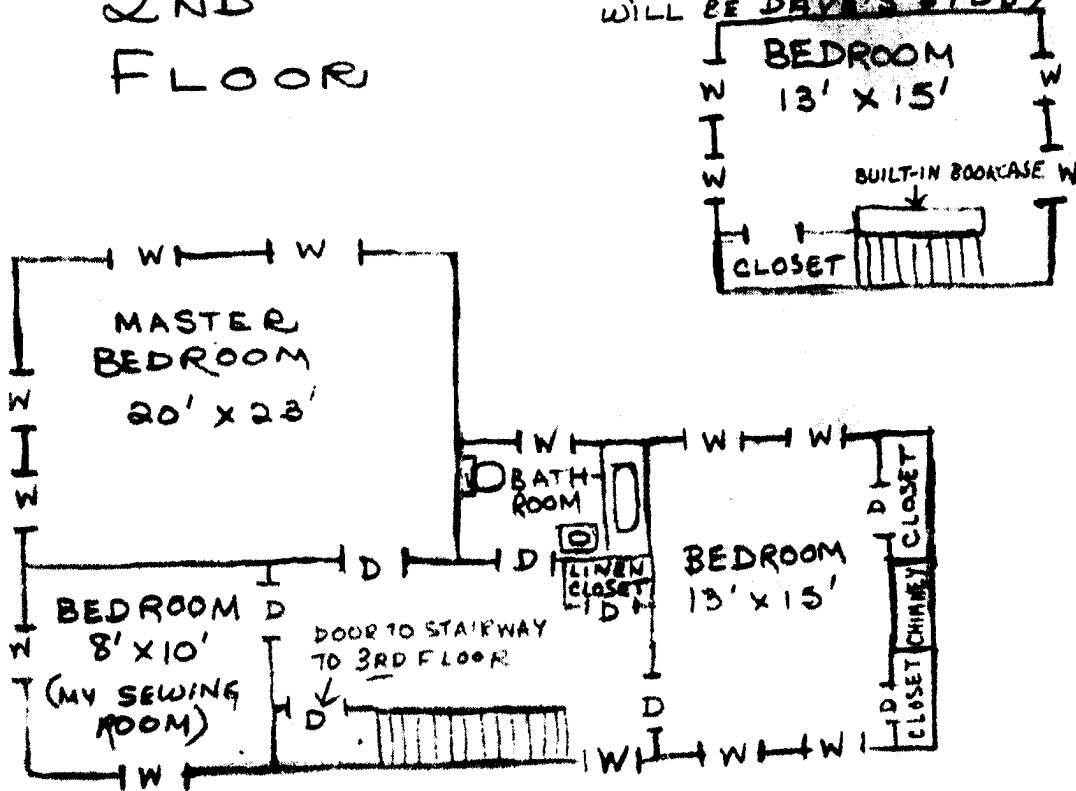 2ND
FLOOR
WILL BE DAVE'S STUDY
BEDROOM
13' X 15'
W
W
W
W
BUILT-IN BOOKCASE
CLOSET
W
W
MASTER
BEDROOM
20' X 23'
W
W
D
W
BATH-
ROOM
D
LINEN
CLOSET
D
W
W
BEDROOM
13' X 15'
D
CLOSET
CHIMNEY
D
CLOSET
D
W
W
W
BEDROOM
8' X 10'
(MY SEWING
ROOM)
W
W
D
DOOR TO STAIRWAY
TO 3RD FLOOR
D